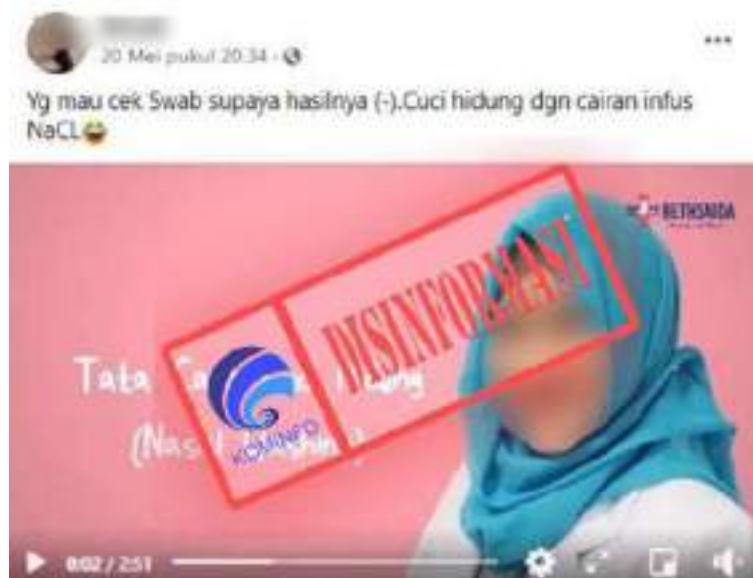 20 Mei pukul 20.34
Yg mau cek Swab supaya hasilnya (-).Cuci hidung dgn cairan infus
NaCL😂
BETHSAIDA
DISINFORMASI
KOMINFO
Tata
0:02 / 2:51